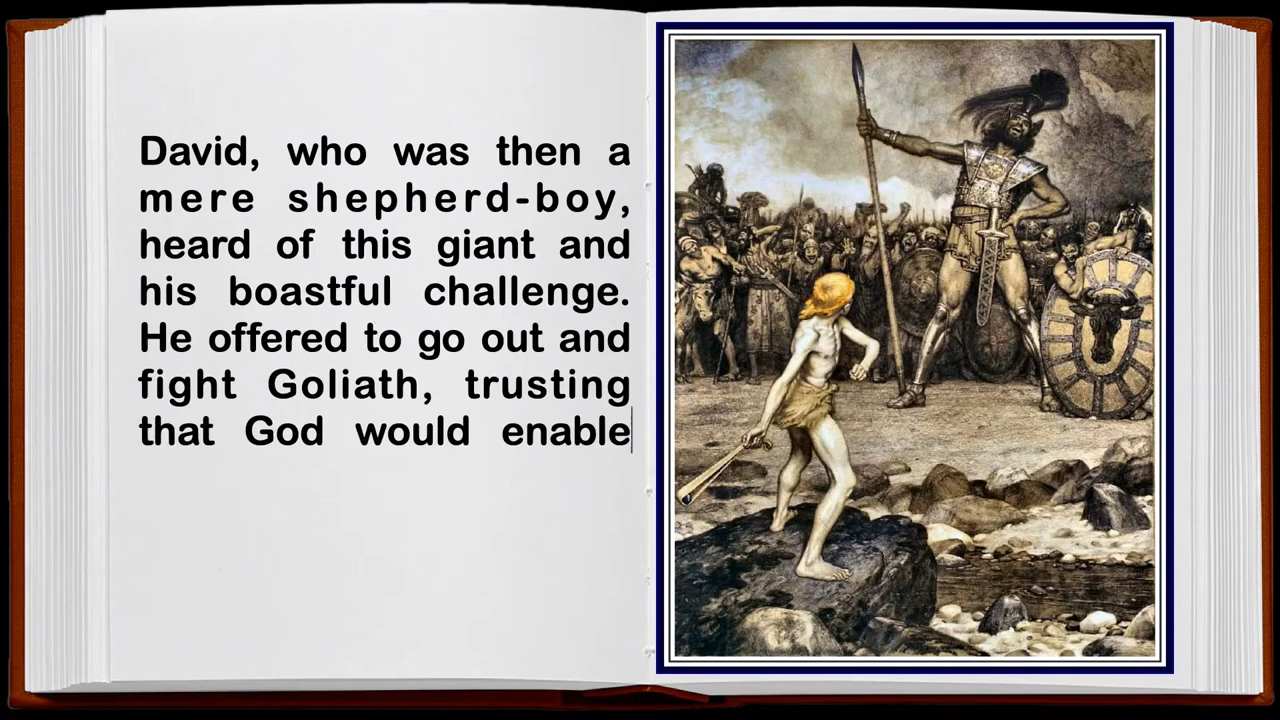 David, who was then a
mere shepherd-boy,
heard of this giant and
his boastful challenge.
He offered to go out and
fight Goliath, trusting
that God would enable